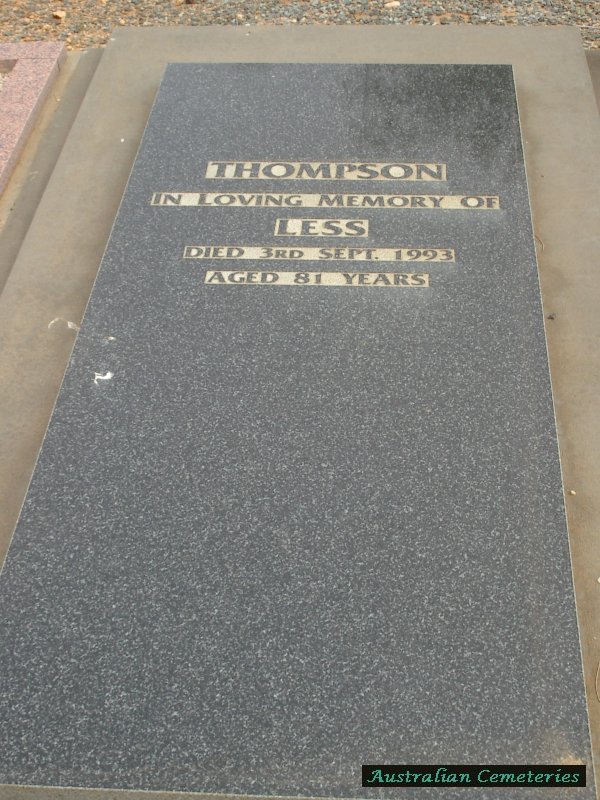 THOMPSON
IN LOVING MEMORY OF
LESS
DIED 3RD SEPT. 1993
AGED 81 YEARS
Australian Cemeteries